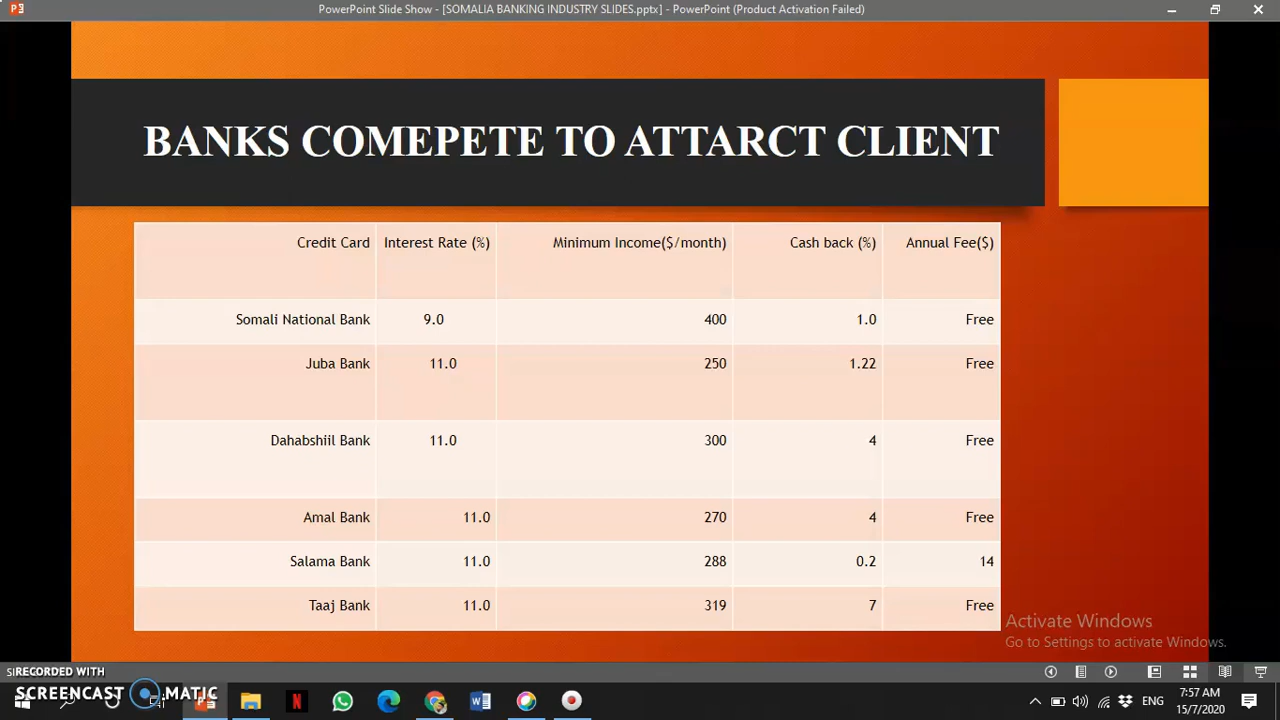 PowerPoint Slide Show - [SOMALIA BANKING INDUSTRY SLIDES.pptx] - PowerPoint (Product Activation Failed)
BANKS COMEPETE TO ATTARCT CLIENT
Credit Card Interest Rate (%) Minimum Income($/month) Cash back (%) Annual Fee($)
Somali National Bank 9.0 400 1.0 Free
Juba Bank 11.0 250 1.22 Free
Dahabshiil Bank 11.0 300 4 Free
Amal Bank 11.0 270 4 Free
Salama Bank 11.0 288 0.2 14
Taaj Bank 11.0 319 7 Free
Activate Windows
Go to Settings to activate Windows.
RECORDED WITH
SCREENCAST MATIC
ENG
7:57 AM
15/7/2020